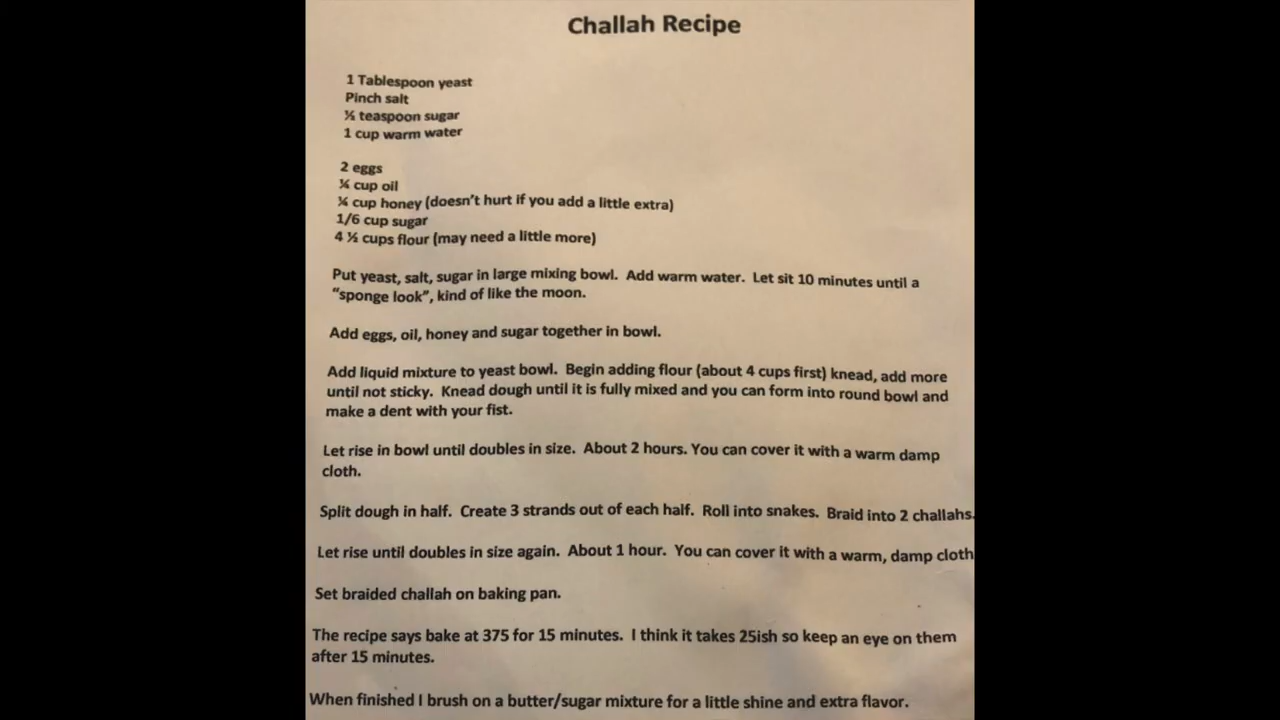 Challah Recipe
1 Tablespoon yeast
Pinch salt
½ teaspoon sugar
1 cup warm water
2 eggs
¼ cup oil
¼ cup honey (doesn't hurt if you add a little extra)
1/6 cup sugar
4 ½ cups flour (may need a little more)
Put yeast, salt, sugar in large mixing bowl. Add warm water. Let sit 10 minutes until a
"sponge look", kind of like the moon.
Add eggs, oil, honey and sugar together in bowl.
Add liquid mixture to yeast bowl. Begin adding flour (about 4 cups first) knead, add more
until not sticky. Knead dough until it is fully mixed and you can form into round bowl and
make a dent with your fist.
Let rise in bowl until doubles in size. About 2 hours. You can cover it with a warm damp
cloth.
Split dough in half. Create 3 strands out of each half. Roll into snakes. Braid into 2 challahs.
Let rise until doubles in size again. About 1 hour. You can cover it with a warm, damp cloth
Set braided challah on baking pan.
The recipe says bake at 375 for 15 minutes. I think it takes 25ish so keep an eye on them
after 15 minutes.
When finished I brush on a butter/sugar mixture for a little shine and extra flavor.